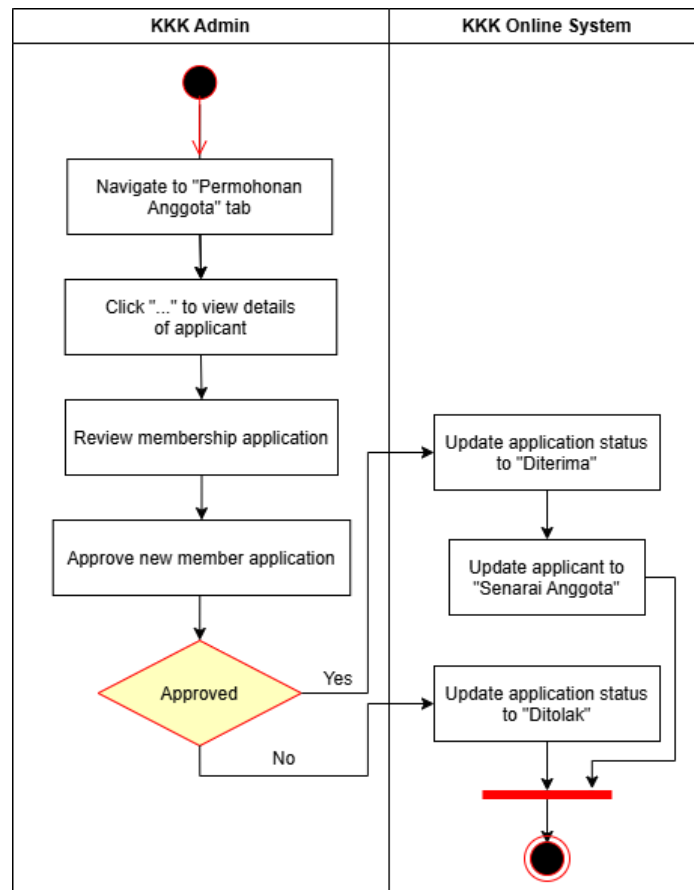 KKK Admin
KKK Online System
Navigate to "Permohonan
Anggota" tab
Click "..." to view details
of applicant
Review membership application
Approve new member application
Approved
Yes
No
Update application status
to "Diterima"
Update applicant to
"Senarai Anggota"
Update application status
to "Ditolak"